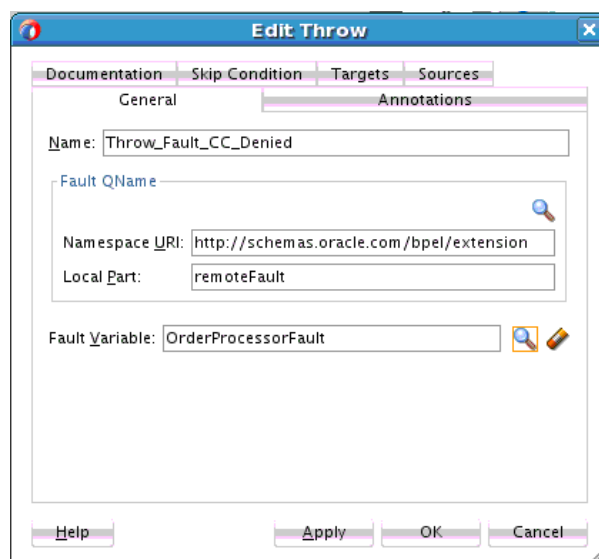 Edit Throw
Documentation Skip Condition Targets Sources
General Annotations
Name: Throw_Fault_CC_Denied
Fault QName
Namespace URI: http://schemas.oracle.com/bpel/extension
Local Part: remoteFault
Fault Variable: OrderProcessorFault
Help Apply OK Cancel